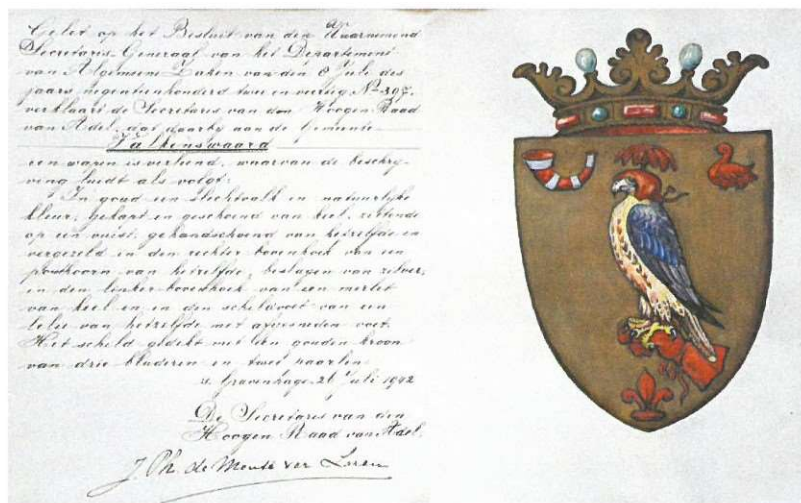 Gelet op het Besluit van den Waarnemend
Secretaris-Generaal van het Departement
van Algemeene Zaken van den 6 Juli des
jaars negentienhonderd twee en veertig No 397.
verklaart de Secretaris van den Hoogen Raad
van Adel, dat daarbij aan de Gemeente
Valkenswaard
een wapen is verleend, waarvan de beschrij-
ving luidt als volgt:
In goud een slechtvalk in natuurlijke
kleur, gekapt en geschoeid van keel, zittende
op een vuist, gehandschoend van hetzelfde en
vergezeld in den rechter bovenhoek van een
posthoorn van hetzelfde, beslagen van zilver,
in den linker bovenhoek van een merlet
van keel en in den schildvoet van een
lelie van hetzelfde met afgesneden voet.
Het schild gedekt met een gouden kroon
van drie bladeren en twee paarlen.
's Gravenhage, 26 Juli 1942
De Secretaris van den
Hoogen Raad van Adel.
J. Ph. de Monté ver Loren